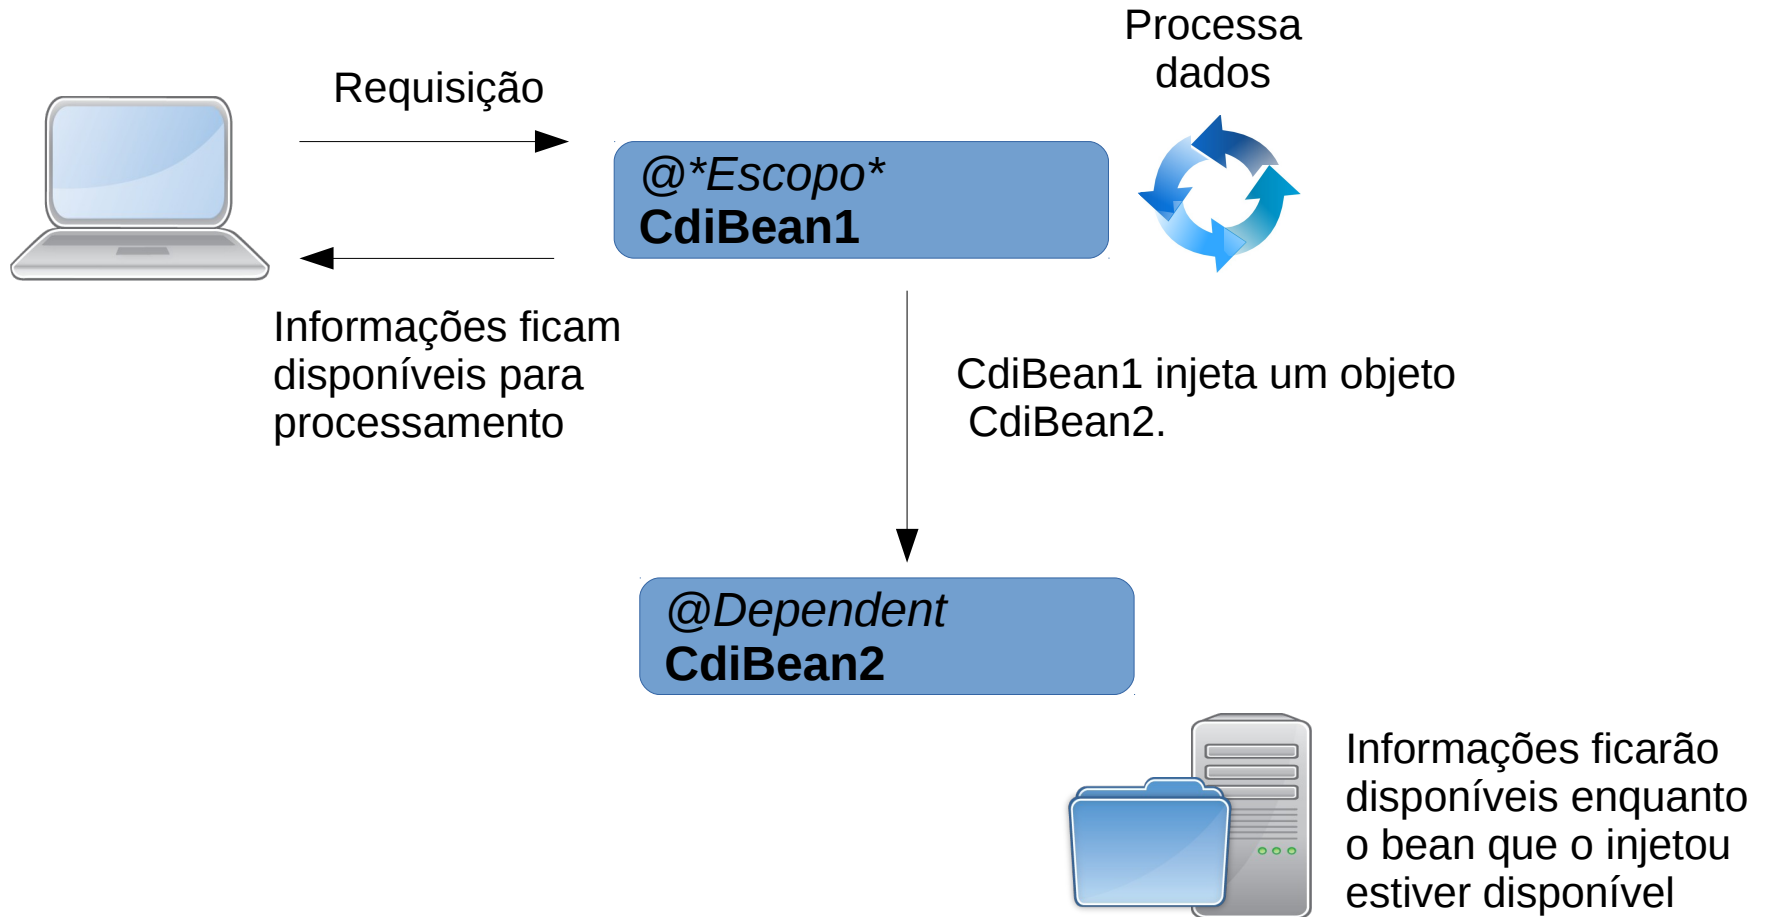 Processa
dados
Requisição
@*Escopo*
CdiBean1
Informações ficam
disponíveis para
processamento
CdiBean1 injeta um objeto
CdiBean2.
@Dependent
CdiBean2
Informações ficarão
disponíveis enquanto
o bean que o injetou
estiver disponível